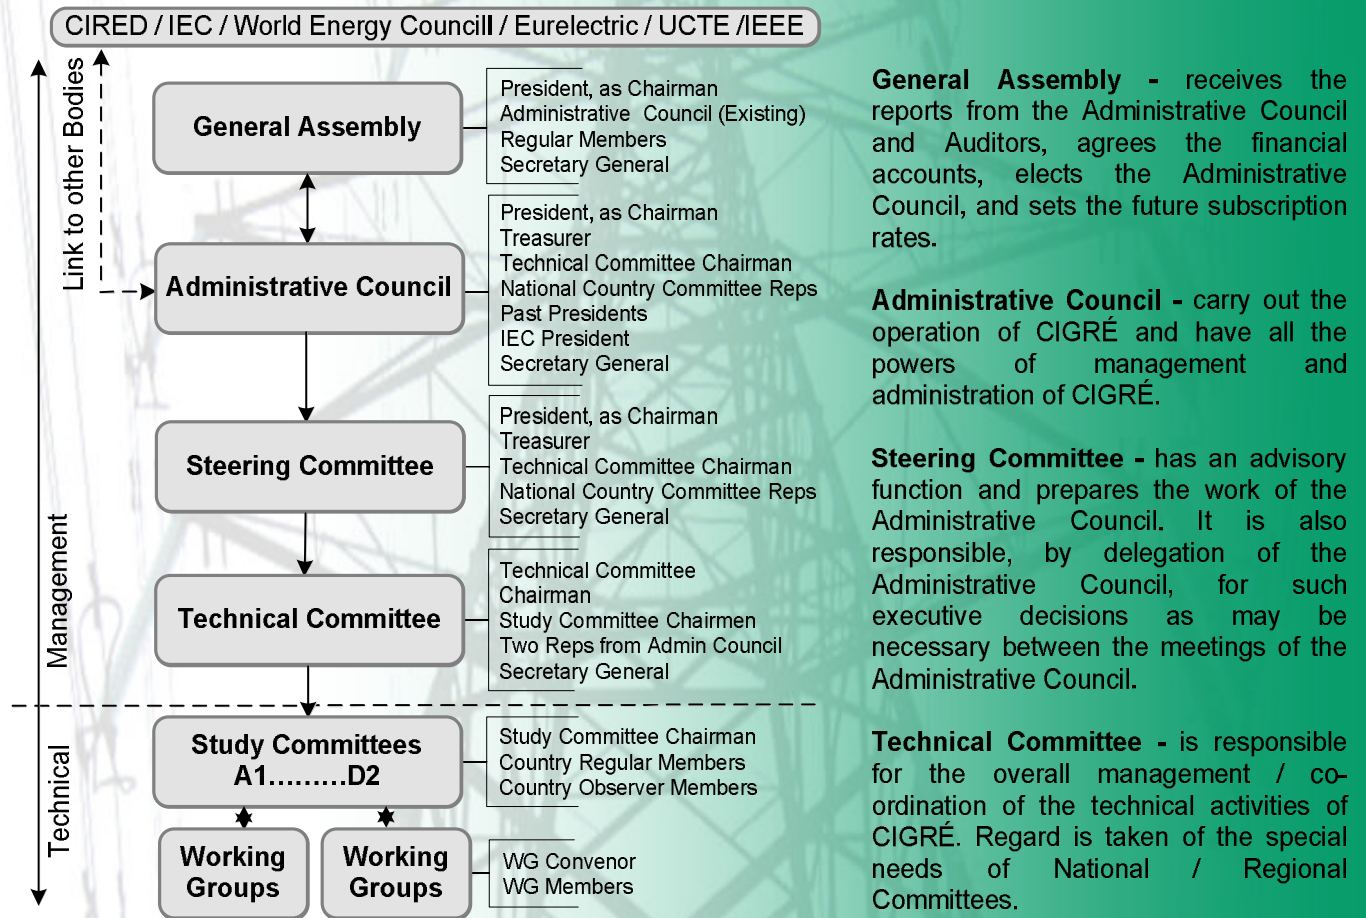 CIRED / IEC / World Energy Councill / Eurelectric / UCTE /IEEE
Link to other Bodies
Management
Technical
General Assembly
President, as Chairman
Administrative Council (Existing)
Regular Members
Secretary General
Administrative Council
President, as Chairman
Treasurer
Technical Committee Chairman
National Country Committee Reps
Past Presidents
IEC President
Secretary General
Steering Committee
President, as Chairman
Treasurer
Technical Committee Chairman
National Country Committee Reps
Secretary General
Technical Committee
Technical Committee
Chairman
Study Committee Chairmen
Two Reps from Admin Council
Secretary General
Study Committees
A1.........D2
Study Committee Chairman
Country Regular Members
Country Observer Members
Working
Groups
Working
Groups
WG Convenor
WG Members
General Assembly - receives the
reports from the Administrative Council
and Auditors, agrees the financial
accounts, elects the Administrative
Council, and sets the future subscription
rates.
Administrative Council - carry out the
operation of CIGRÉ and have all the
powers of management and
administration of CIGRÉ.
Steering Committee - has an advisory
function and prepares the work of the
Administrative Council. It is also
responsible, by delegation of the
Administrative Council, for such
executive decisions as may be
necessary between the meetings of the
Administrative Council.
Technical Committee - is responsible
for the overall management / co-
ordination of the technical activities of
CIGRÉ. Regard is taken of the special
needs of National / Regional
Committees.